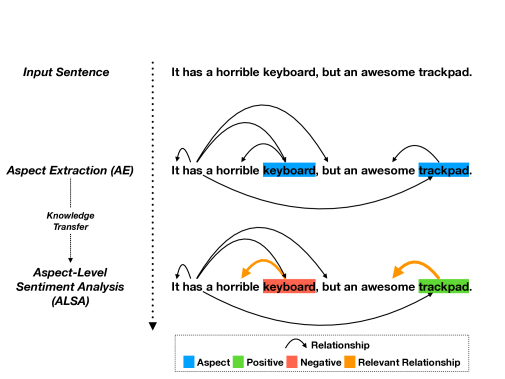 Input Sentence
It has a horrible keyboard, but an awesome trackpad.
Aspect Extraction (AE)
It has a horrible keyboard, but an awesome trackpad.
Knowledge
Transfer
Aspect-Level
Sentiment Analysis
(ALSA)
It has a horrible keyboard, but an awesome trackpad.
Relationship
Aspect Positive Negative Relevant Relationship